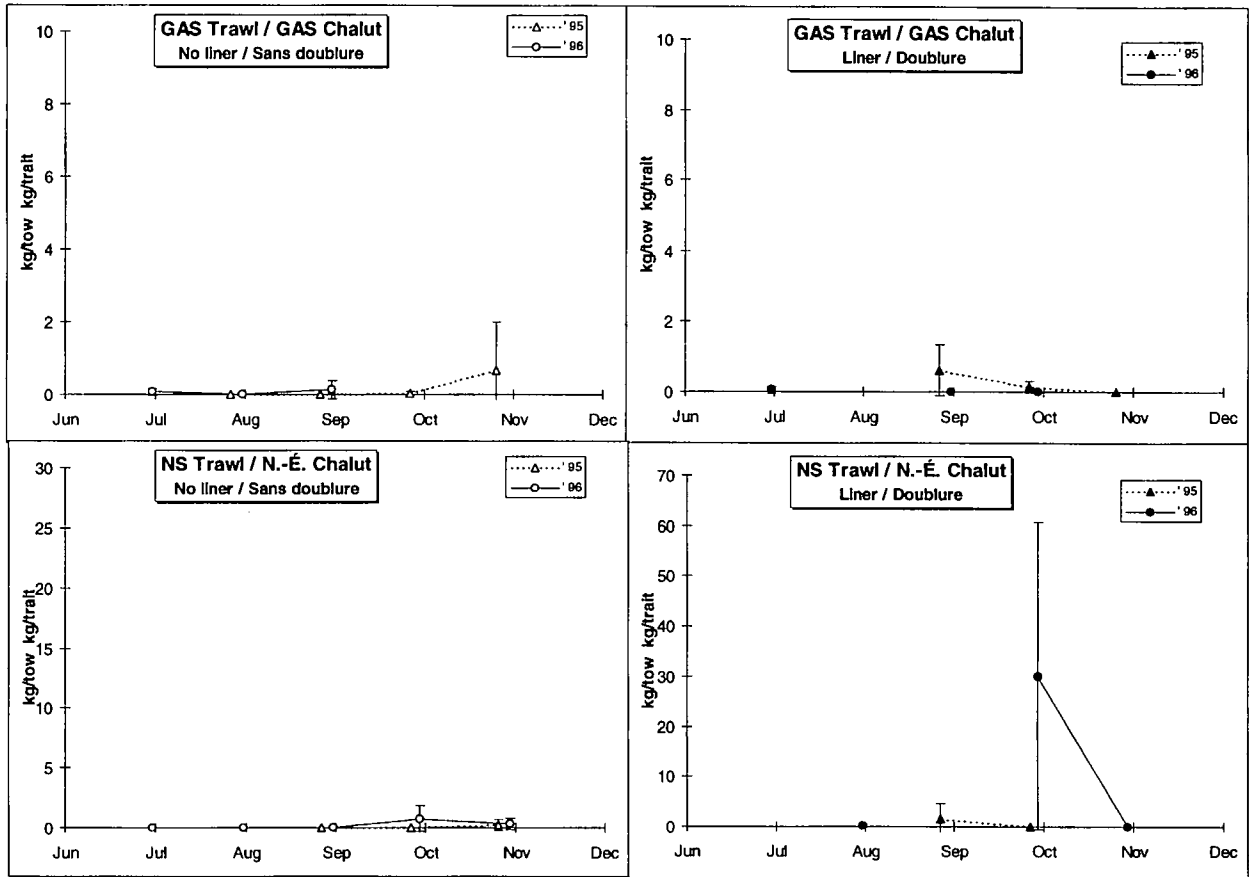 GAS Trawl / GAS Chalut
No liner / Sans doublure
'95
'96
10
8
6
4
2
0
kg/tow kg/trait
Jun Jul Aug Sep Oct Nov Dec
GAS Trawl / GAS Chalut
Liner / Doublure
'95
'96
10
8
6
4
2
0
kg/tow kg/trait
Jun Jul Aug Sep Oct Nov Dec
NS Trawl / N.-É. Chalut
No liner / Sans doublure
'95
'96
30
25
20
15
10
5
0
kg/tow kg/trait
Jun Jul Aug Sep Oct Nov Dec
NS Trawl / N.-É. Chalut
Liner / Doublure
'95
'96
70
60
50
40
30
20
10
0
kg/tow kg/trait
Jun Jul Aug Sep Oct Nov Dec